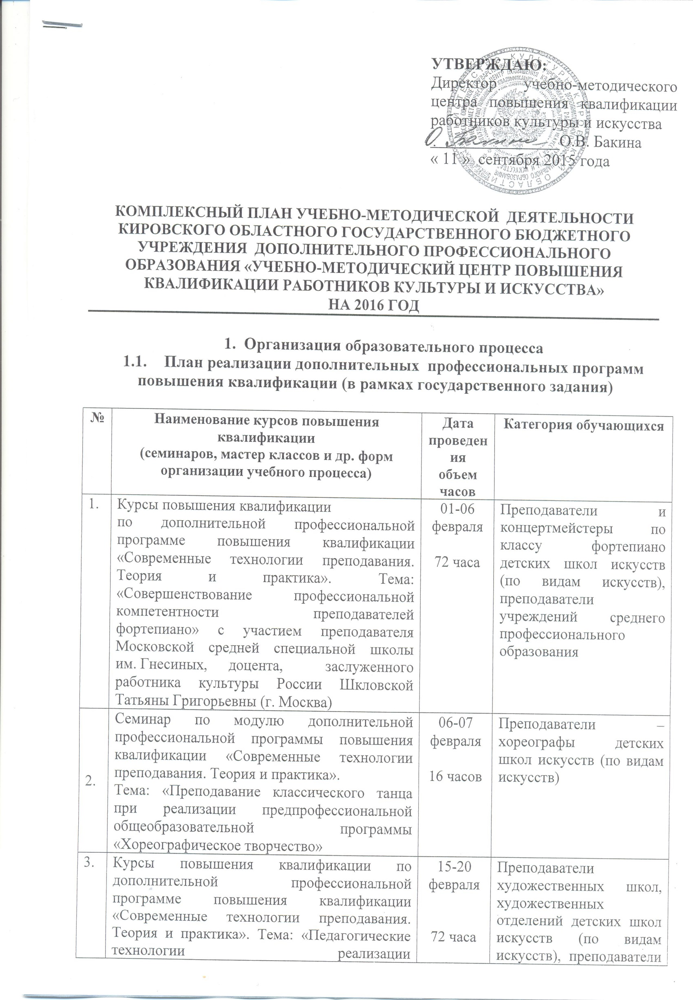 УТВЕРЖДАЮ:
Директор учебно-методического
центра повышения квалификации
работников культуры и искусства
О.В. Бакина
« 11 » сентября 2015 года
КОМПЛЕКСНЫЙ ПЛАН УЧЕБНО-МЕТОДИЧЕСКОЙ ДЕЯТЕЛЬНОСТИ
КИРОВСКОГО ОБЛАСТНОГО ГОСУДАРСТВЕННОГО БЮДЖЕТНОГО
УЧРЕЖДЕНИЯ ДОПОЛНИТЕЛЬНОГО ПРОФЕССИОНАЛЬНОГО
ОБРАЗОВАНИЯ «УЧЕБНО-МЕТОДИЧЕСКИЙ ЦЕНТР ПОВЫШЕНИЯ
КВАЛИФИКАЦИИ РАБОТНИКОВ КУЛЬТУРЫ И ИСКУССТВА»
НА 2016 ГОД
1. Организация образовательного процесса
1.1. План реализации дополнительных профессиональных программ
повышения квалификации (в рамках государственного задания)
№
Наименование курсов повышения
квалификации
(семинаров, мастер классов и др. форм
организации учебного процесса)
Дата
проведен
ия
объем
часов
Категория обучающихся
1.
Курсы повышения квалификации
по дополнительной профессиональной
программе повышения квалификации
«Современные технологии преподавания.
Теория и практика». Тема:
«Совершенствование профессиональной
компетентности преподавателей
фортепиано» с участием преподавателя
Московской средней специальной школы
им. Гнесиных, доцента, заслуженного
работника культуры России Шкловской
Татьяны Григорьевны (г. Москва)
01-06
февраля
72 часа
Преподаватели и
концертмейстеры по
классу фортепиано
детских школ искусств
(по видам искусств),
преподаватели
учреждений среднего
профессионального
образования
2.
Семинар по модулю дополнительной
профессиональной программы повышения
квалификации «Современные технологии
преподавания. Теория и практика».
Тема: «Преподавание классического танца
при реализации предпрофессиональной
общеобразовательной программы
«Хореографическое творчество»
06-07
февраля
16 часов
Преподаватели –
хореографы детских
школ искусств (по видам
искусств)
3.
Курсы повышения квалификации по
дополнительной профессиональной
программе повышения квалификации
«Современные технологии преподавания.
Теория и практика». Тема: «Педагогические
технологии реализации
15-20
февраля
72 часа
Преподаватели
художественных школ,
художественных
отделений детских школ
искусств (по видам
искусств), преподаватели